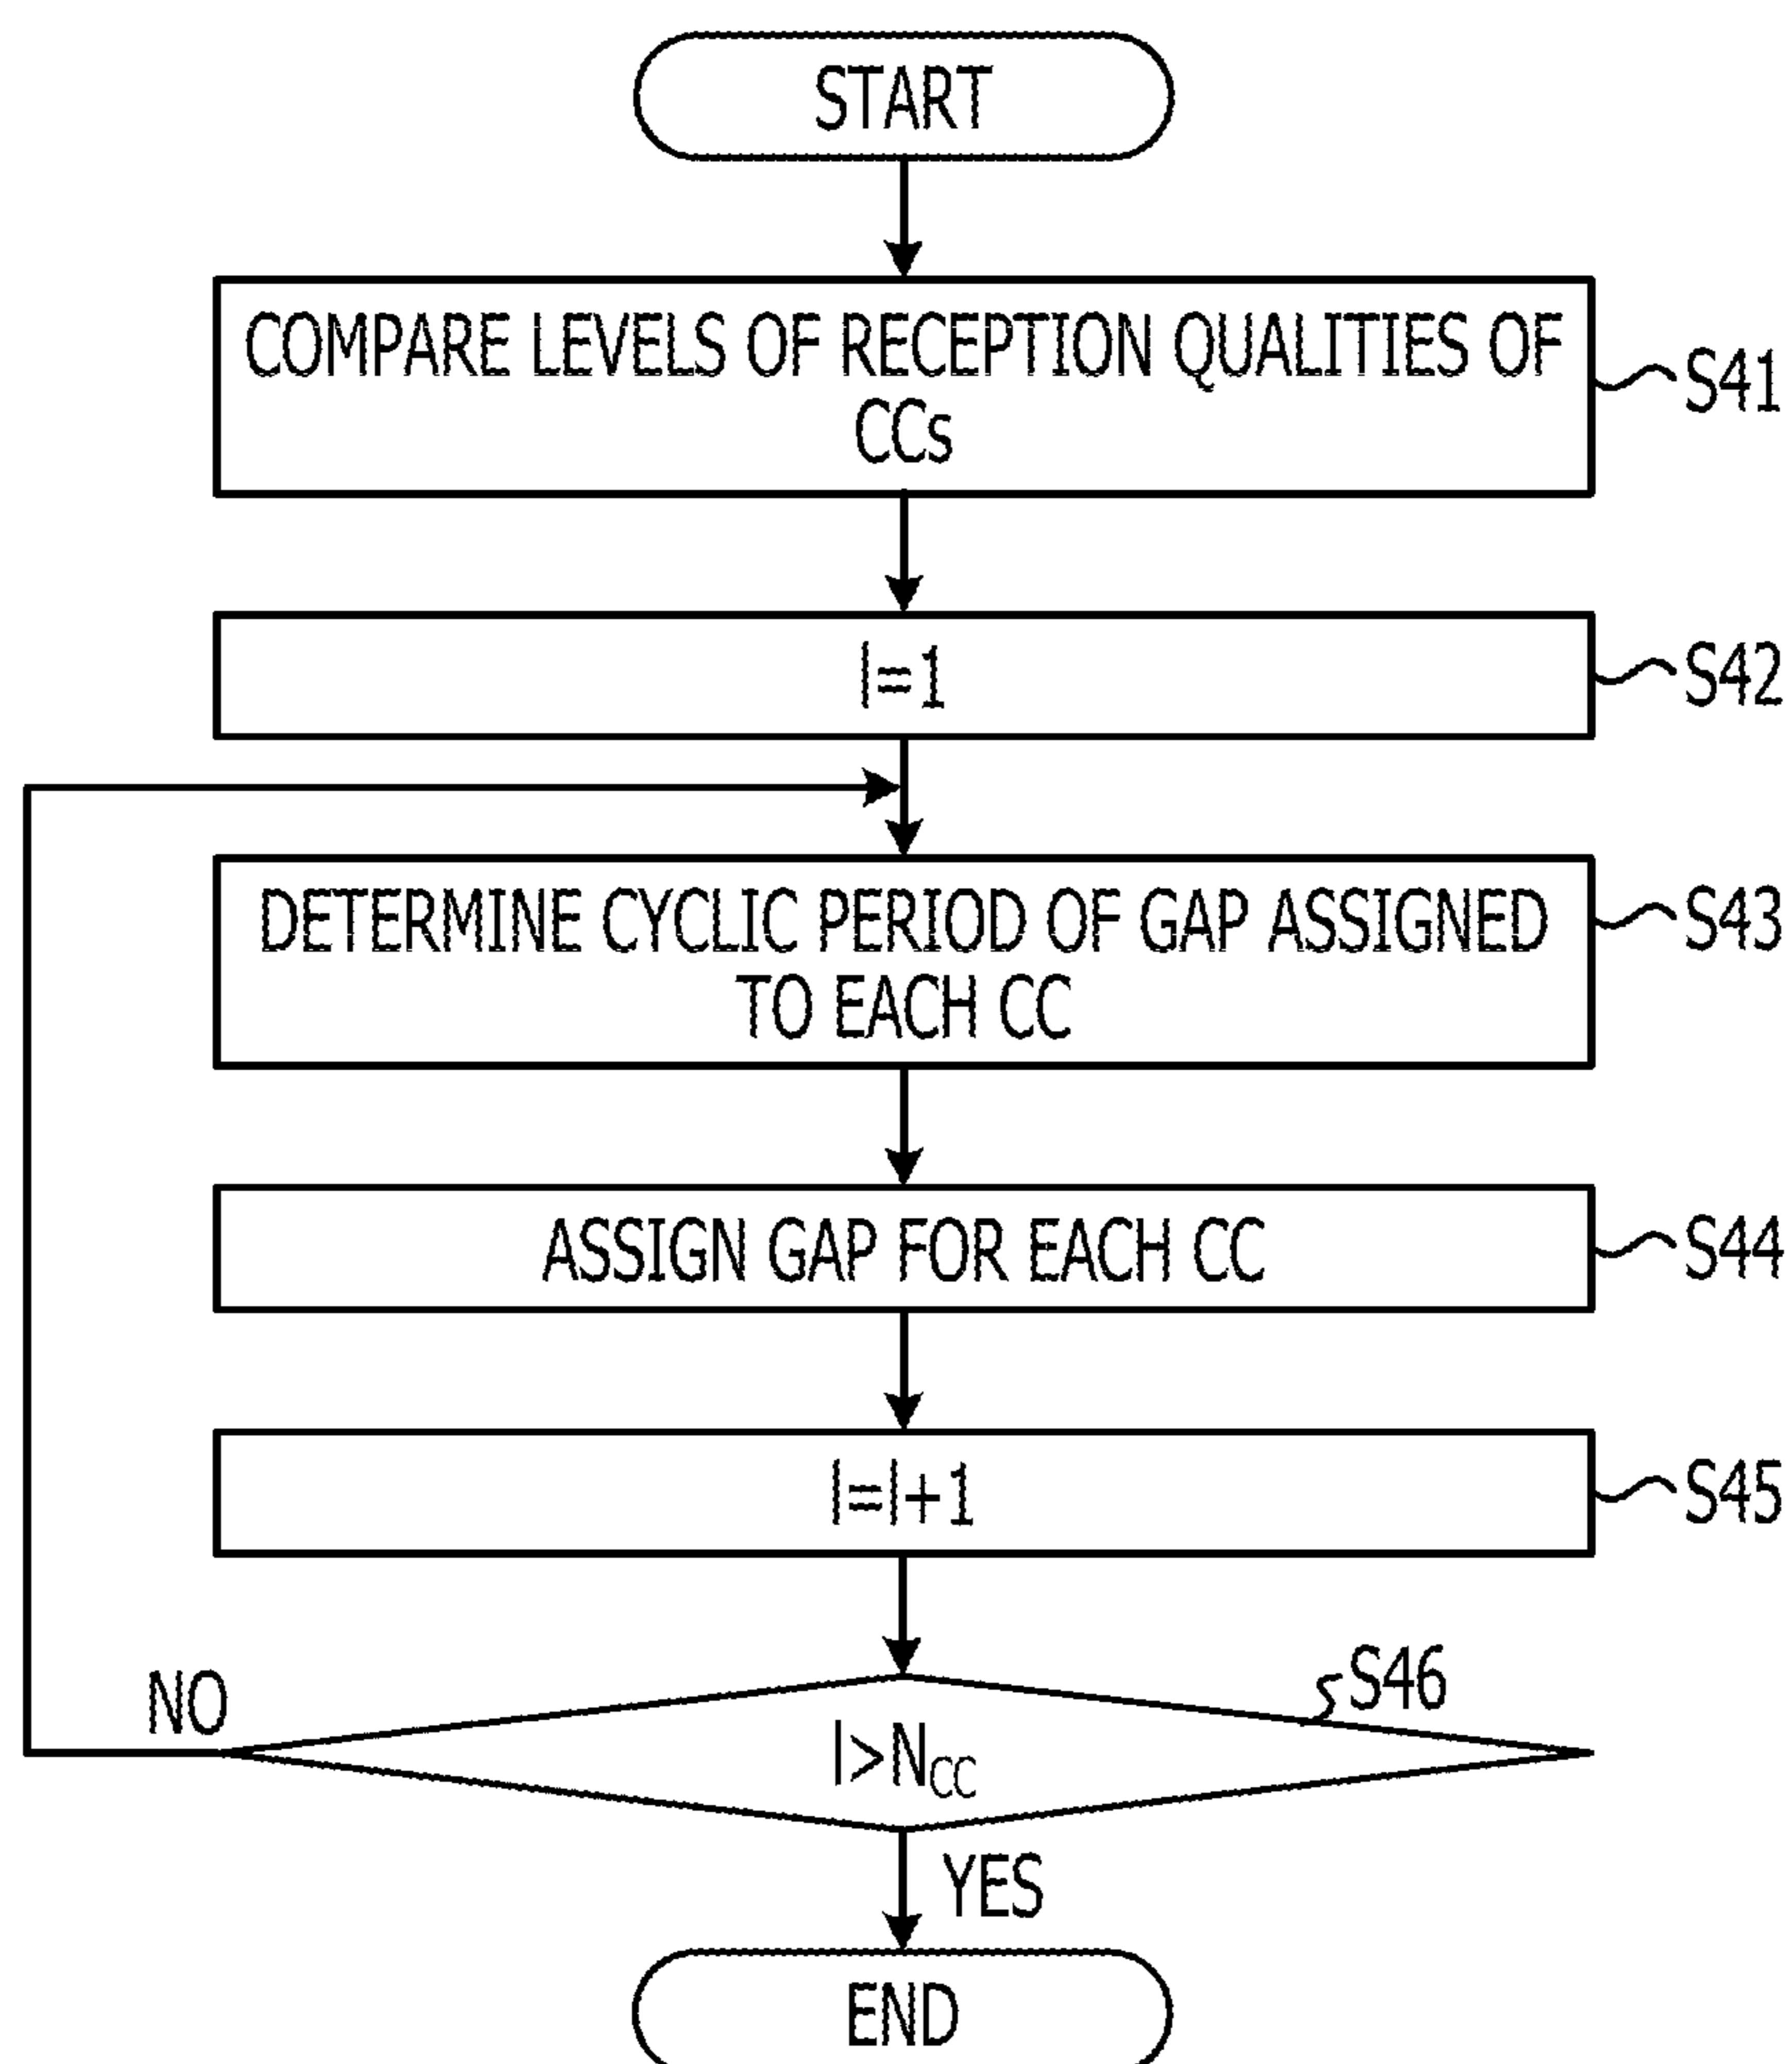 START
COMPARE LEVELS OF RECEPTION QUALITIES OF
CCs
S41
I=1
S42
DETERMINE CYCLIC PERIOD OF GAP ASSIGNED
TO EACH CC
S43
ASSIGN GAP FOR EACH CC
S44
I=I+1
S45
S46
NO
I>NCC
YES
END